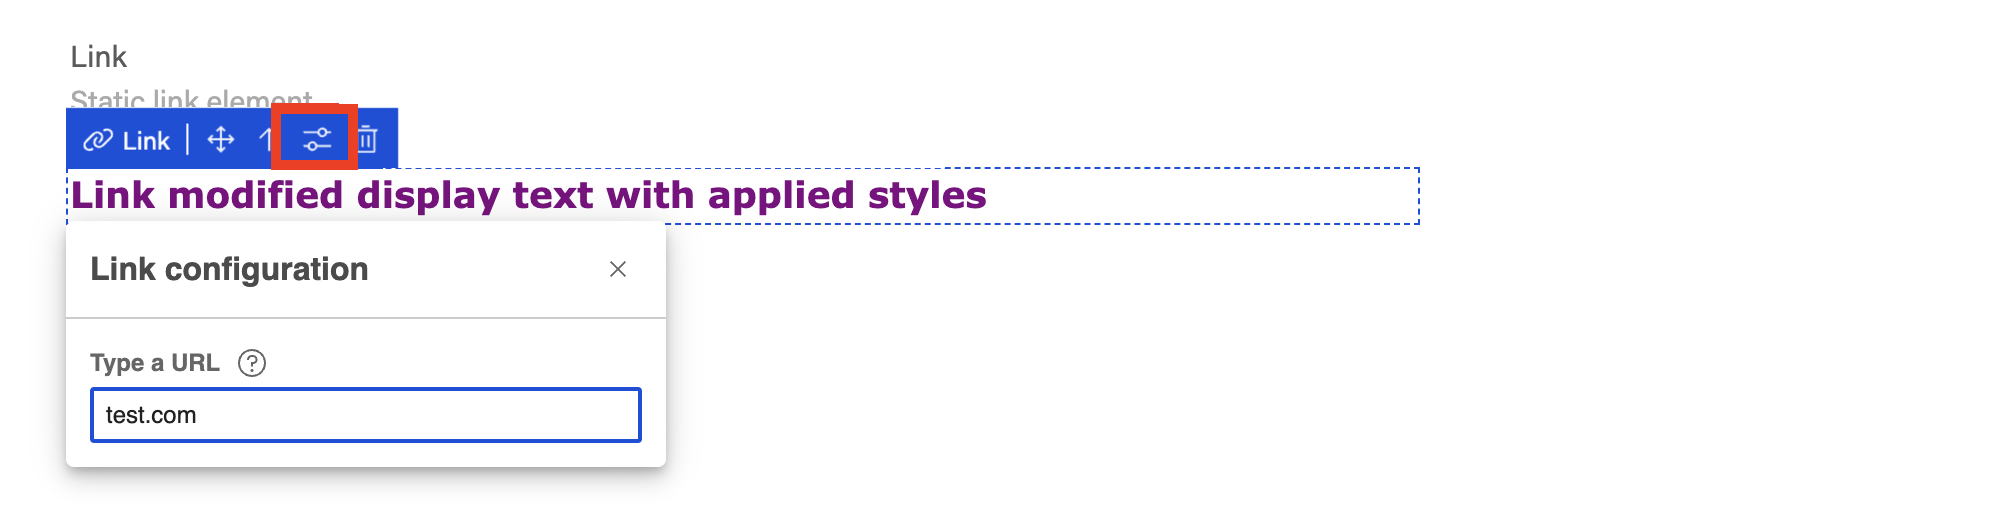 Link
Static link element
Link
Link modified display text with applied styles
Link configuration
Type a URL ?
test.com